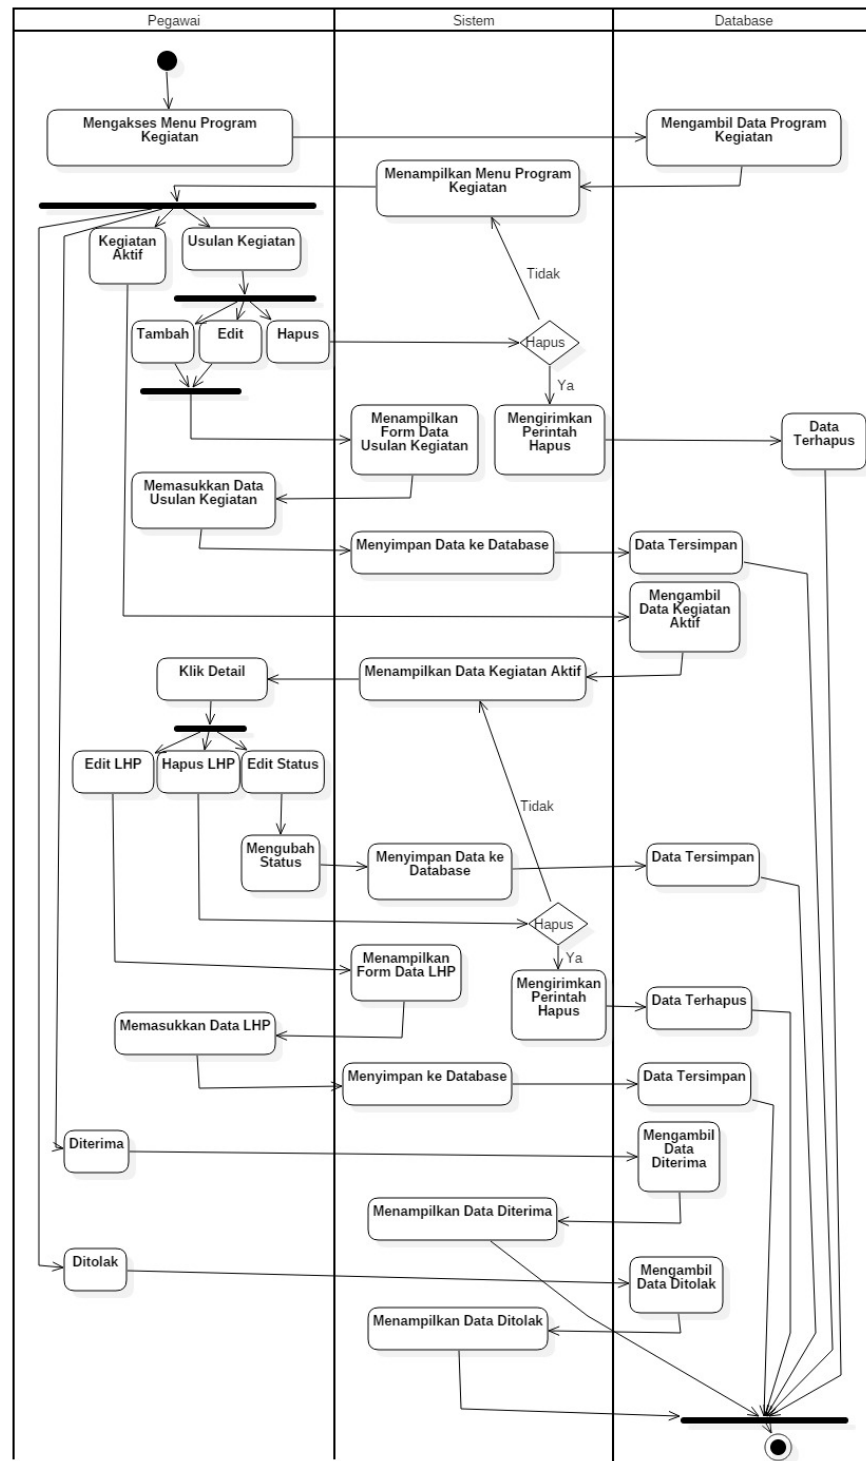 Pegawai
Sistem
Database
Mengakses Menu Program
Kegiatan
Mengambil Data Program
Kegiatan
Menampilkan Menu Program
Kegiatan
Kegiatan
Aktif
Usulan Kegiatan
Tidak
Tambah
Edit
Hapus
Hapus
Ya
Menampilkan
Form Data
Usulan Kegiatan
Mengirimkan
Perintah
Hapus
Data
Terhapus
Memasukkan Data
Usulan Kegiatan
Menyimpan Data ke Database
Data Tersimpan
Mengambil
Data Kegiatan
Aktif
Klik Detail
Menampilkan Data Kegiatan Aktif
Edit LHP
Hapus LHP
Edit Status
Tidak
Mengubah
Status
Menyimpan Data ke
Database
Data Tersimpan
Hapus
Ya
Menampilkan
Form Data LHP
Mengirimkan
Perintah
Hapus
Data Terhapus
Memasukkan Data LHP
Menyimpan ke Database
Data Tersimpan
Diterima
Mengambil
Data
Diterima
Menampilkan Data Diterima
Ditolak
Mengambil
Data Ditolak
Menampilkan Data Ditolak